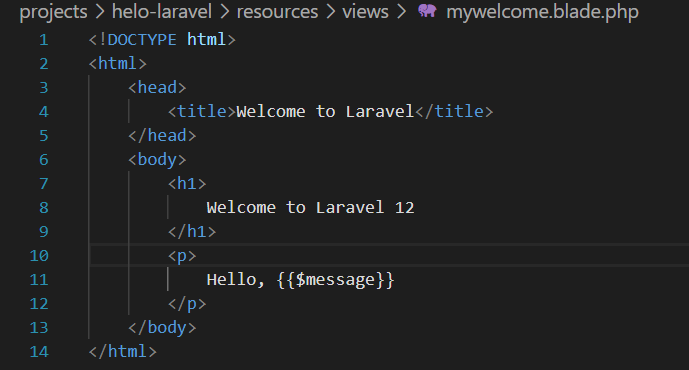 projects > helo-laravel > resources > views > mywelcome.blade.php
1 <!DOCTYPE html>
2 <html>
3 <head>
4 <title>Welcome to Laravel</title>
5 </head>
6 <body>
7 <h1>
8 Welcome to Laravel 12
9 </h1>
10 <p>
11 Hello, {{$message}}
12 </p>
13 </body>
14 </html>